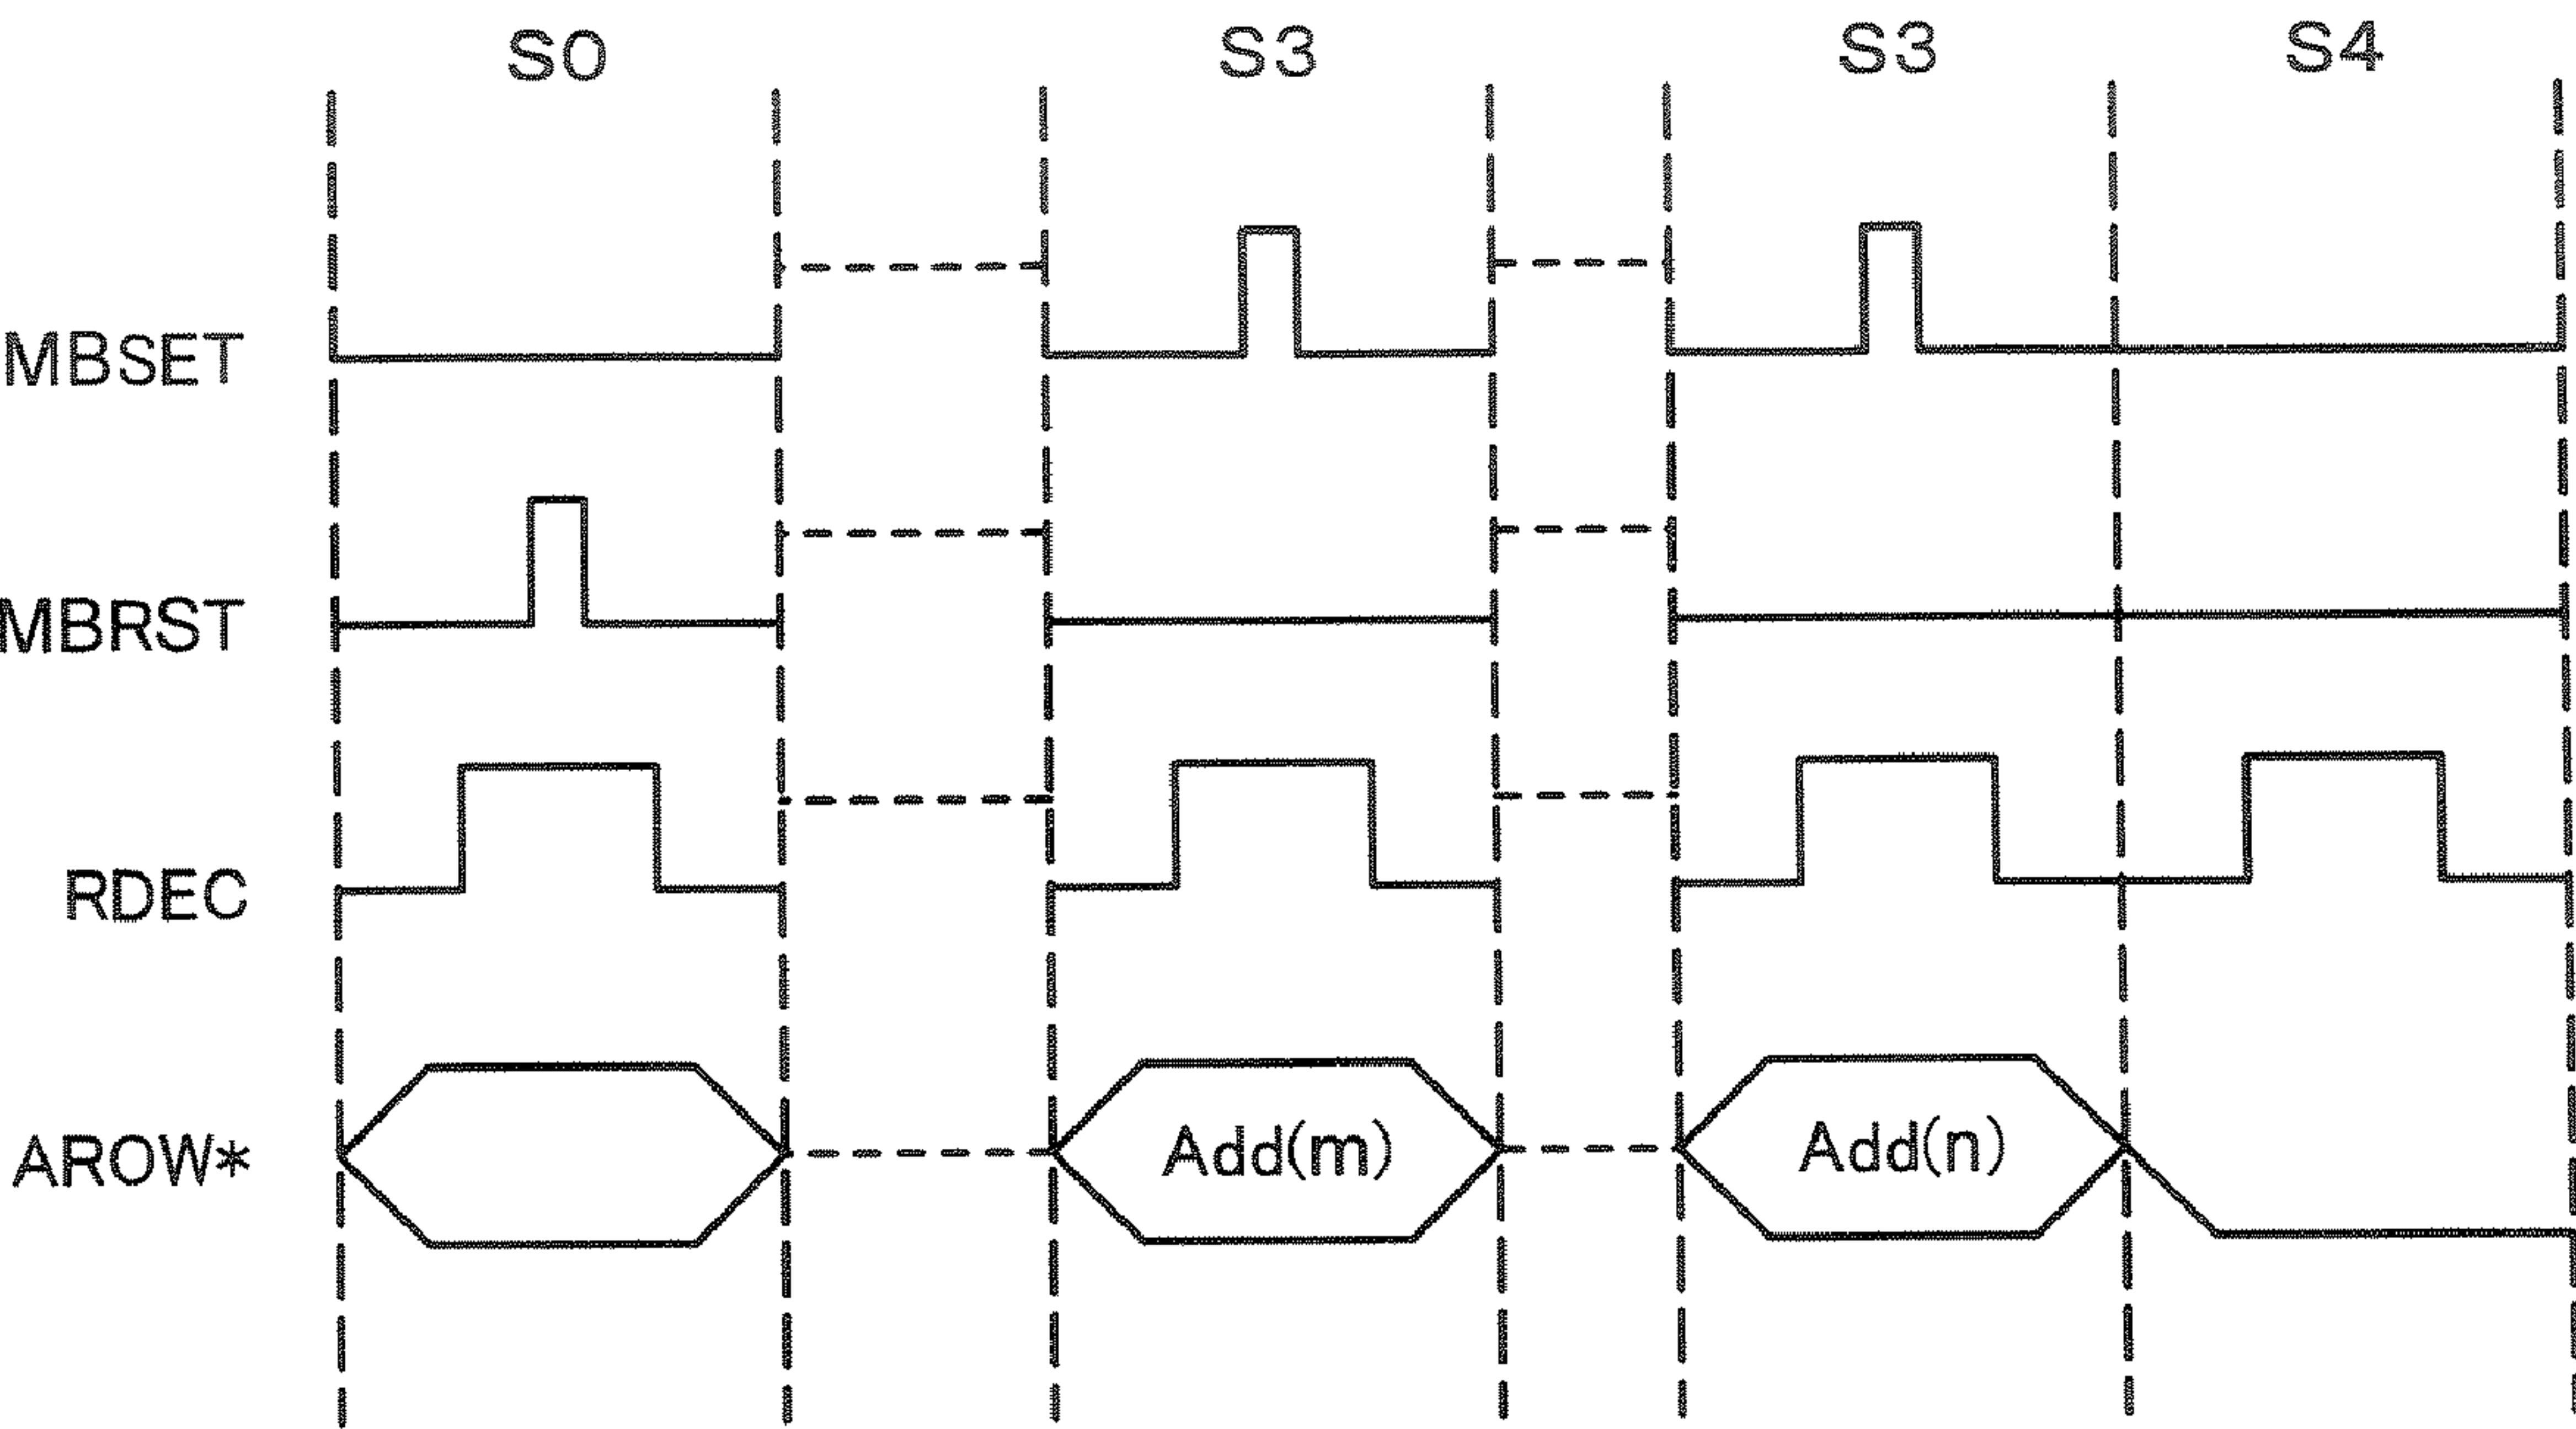 S0 S3 S3 S4
MBSET
MBRST
RDEC
AROW* Add(m) Add(n)